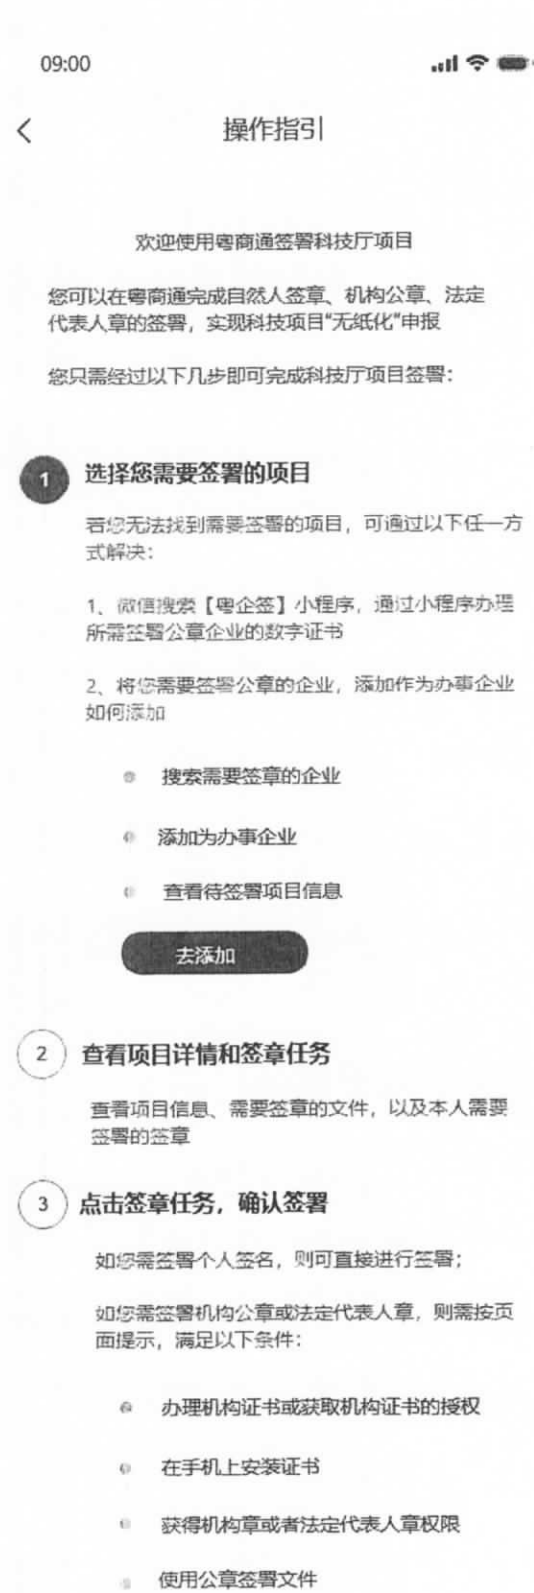 09:00
操作指引
欢迎使用粤商通签署科技厅项目
您可以在粤商通完成自然人签章、机构公章、法定
代表人章的签署，实现科技项目“无纸化”申报
您只需经过以下几步即可完成科技厅项目签署：
1 选择您需要签署的项目
若您无法找到需要签署的项目，可通过以下任一方
式解决：
1、微信搜索【粤企签】小程序，通过小程序办理
所需签署公章企业的数字证书
2、将您需要签署公章的企业，添加作为办事企业
如何添加
搜索需要签章的企业
添加为办事企业
查看待签署项目信息
去添加
2 查看项目详情和签章任务
查看项目信息、需要签章的文件，以及本人需要
签署的签章
3 点击签章任务，确认签署
如您需签署个人签名，则可直接进行签署；
如您需签署机构公章或法定代表人章，则需按页
面提示，满足以下条件：
办理机构证书或获取机构证书的授权
在手机上安装证书
获得机构章或者法定代表人章权限
使用公章签署文件